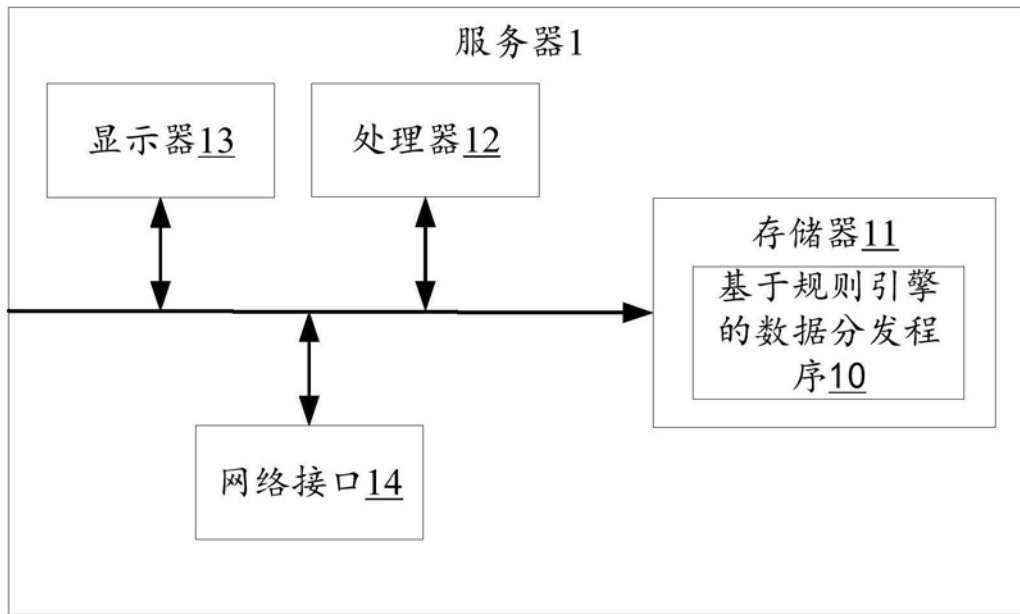 服务器1
显示器13
处理器12
存储器11
基于规则引擎
的数据分发程
序10
网络接口14